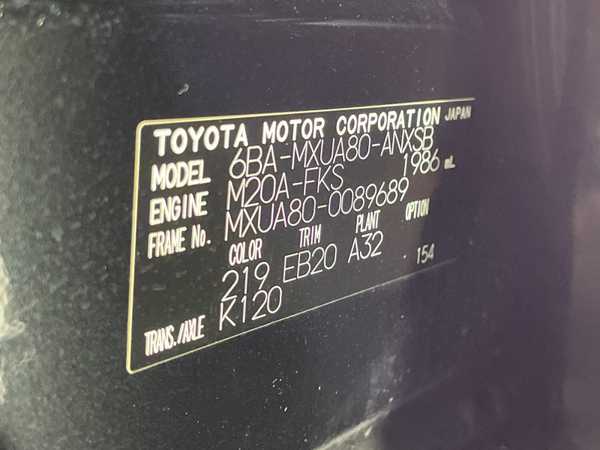 TOYOTA MOTOR CORPORATION JAPAN
MODEL 6BA-MXUA80-ANXSB
ENGINE M20A-FKS 1986 mL
FRAME No. MXUA80-0089689
COLOR TRIM PLANT OPTION
219 EB20 A32 154
TRANS./AXLE K120